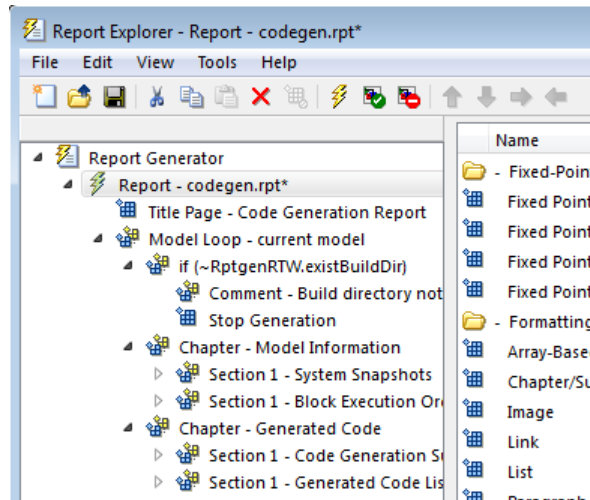 Report Explorer - Report - codegen.rpt*
File Edit View Tools Help
Name
Report Generator
Report - codegen.rpt*
Title Page - Code Generation Report
Model Loop - current model
if (~RptgenRTW.existBuildDir)
Comment - Build directory not
Stop Generation
Chapter - Model Information
Section 1 - System Snapshots
Section 1 - Block Execution Or
Chapter - Generated Code
Section 1 - Code Generation S
Section 1 - Generated Code Lis
- Fixed-Poin
Fixed Point
Fixed Point
Fixed Point
Fixed Point
- Formatting
Array-Base
Chapter/Su
Image
Link
List